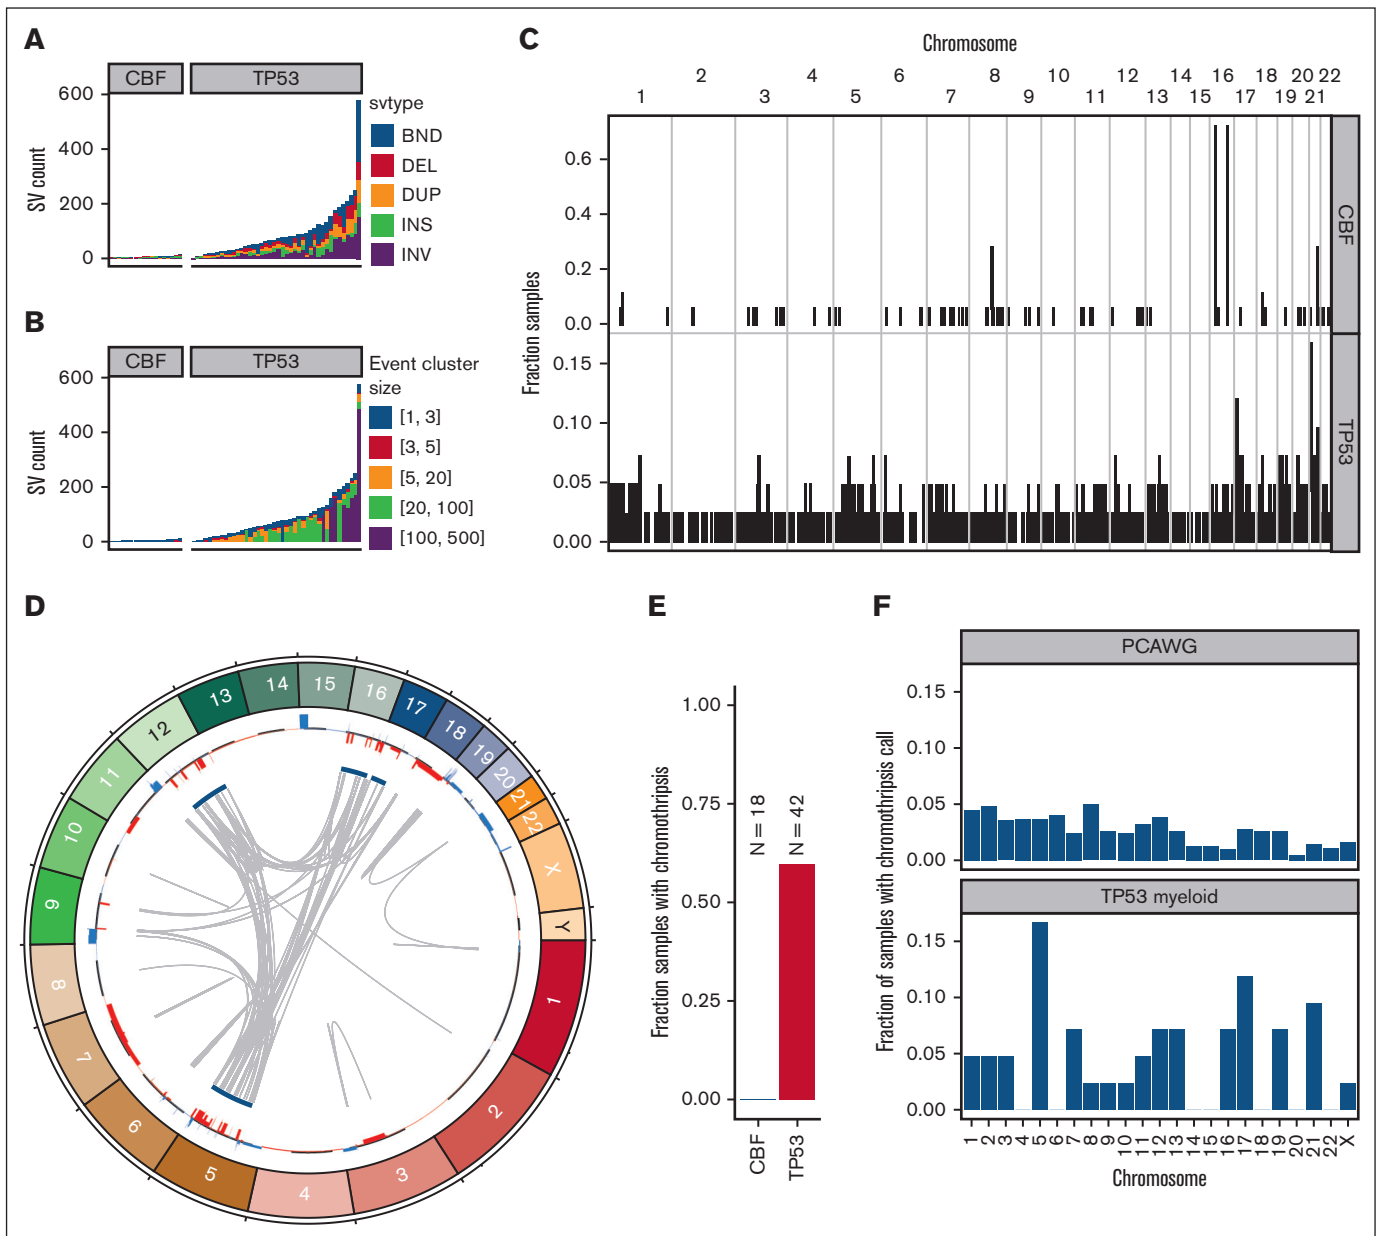 A
CBF
TP53
600
400
200
0
SV count
svtype
BND
DEL
DUP
INS
INV
B
CBF
TP53
600
400
200
0
SV count
Event cluster
size
[1, 3]
[3, 5]
[5, 20]
[20, 100]
[100, 500]
C
Chromosome
2 4 6 8 10 12 14 16 18 20 22
1 3 5 7 9 11 13 15 17 19 21
Fraction samples
0.6
0.4
0.2
0.0
CBF
0.15
0.10
0.05
0.00
TP53
D
1
2
3
4
5
6
7
8
9
10
11
12
13
14
15
16
17
18
19
20
21
22
X
Y
E
Fraction samples with chromothripsis
1.00
0.75
0.50
0.25
0.00
N = 18
N = 42
CBF
TP53
F
Fraction of samples with chromothripsis call
PCAWG
0.15
0.10
0.05
0.00
TP53 myeloid
0.15
0.10
0.05
0.00
1 2 3 4 5 6 7 8 9 10 11 12 13 14 15 16 17 18 19 20 21 22 X
Chromosome